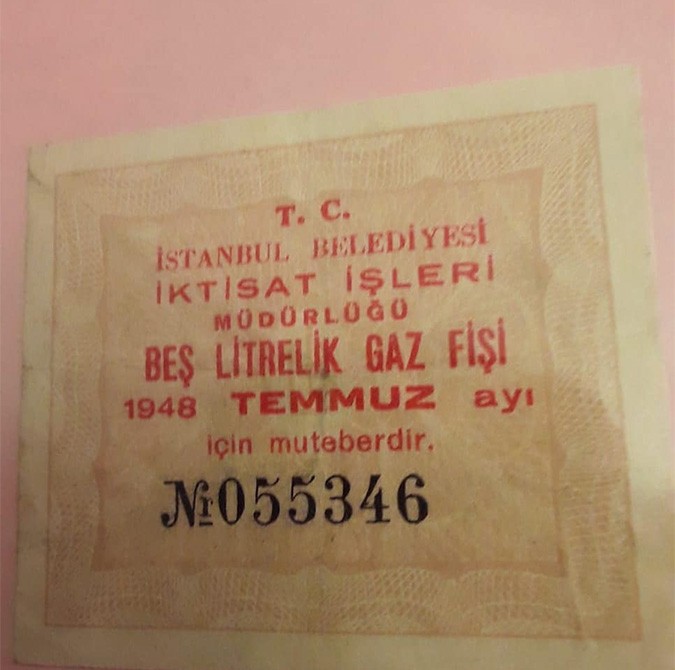 T. C.
İSTANBUL BELEDİYESİ
İKTİSAT İŞLERİ
MÜDÜRLÜĞÜ
BEŞ LİTRELİK GAZ FİŞİ
1948 TEMMUZ ayı
için muteberdir.
№055346